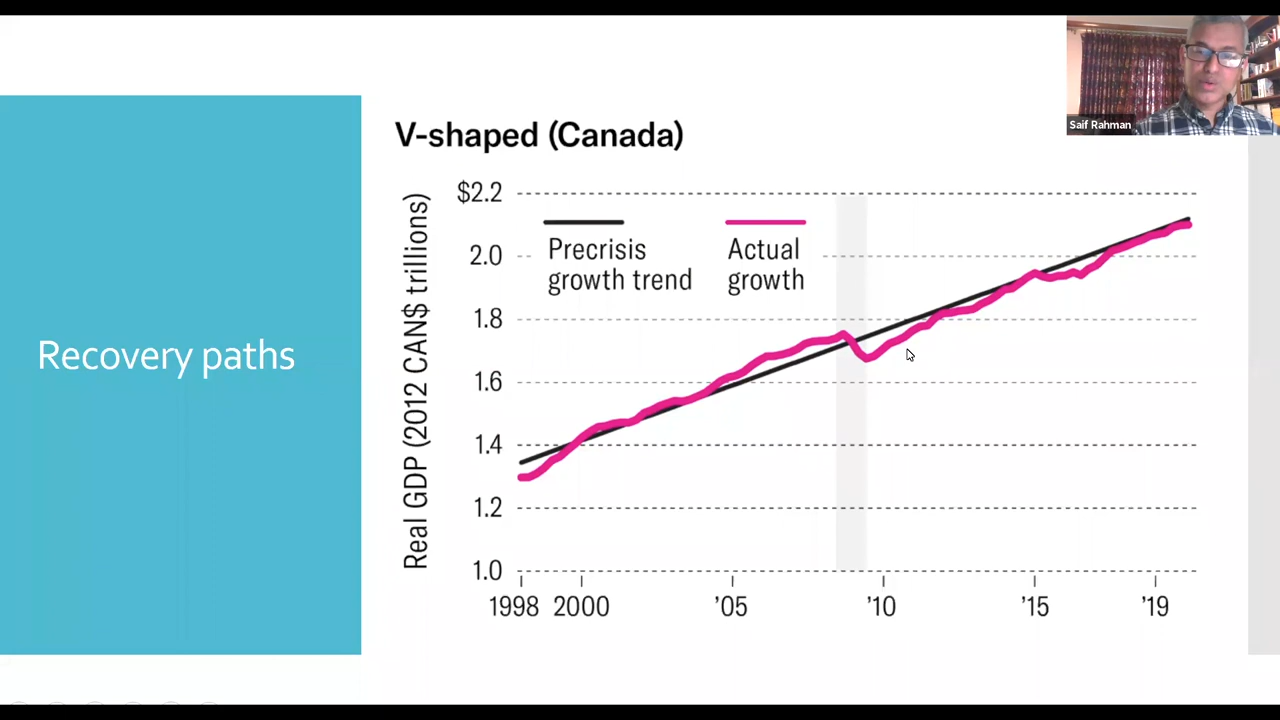 Saif Rahman
Recovery paths
V-shaped (Canada)
Real GDP (2012 CAN$ trillions)
$2.2
2.0
1.8
1.6
1.4
1.2
1.0
Precrisis
growth trend
Actual
growth
1998 2000 ’05 ’10 ’15 ’19